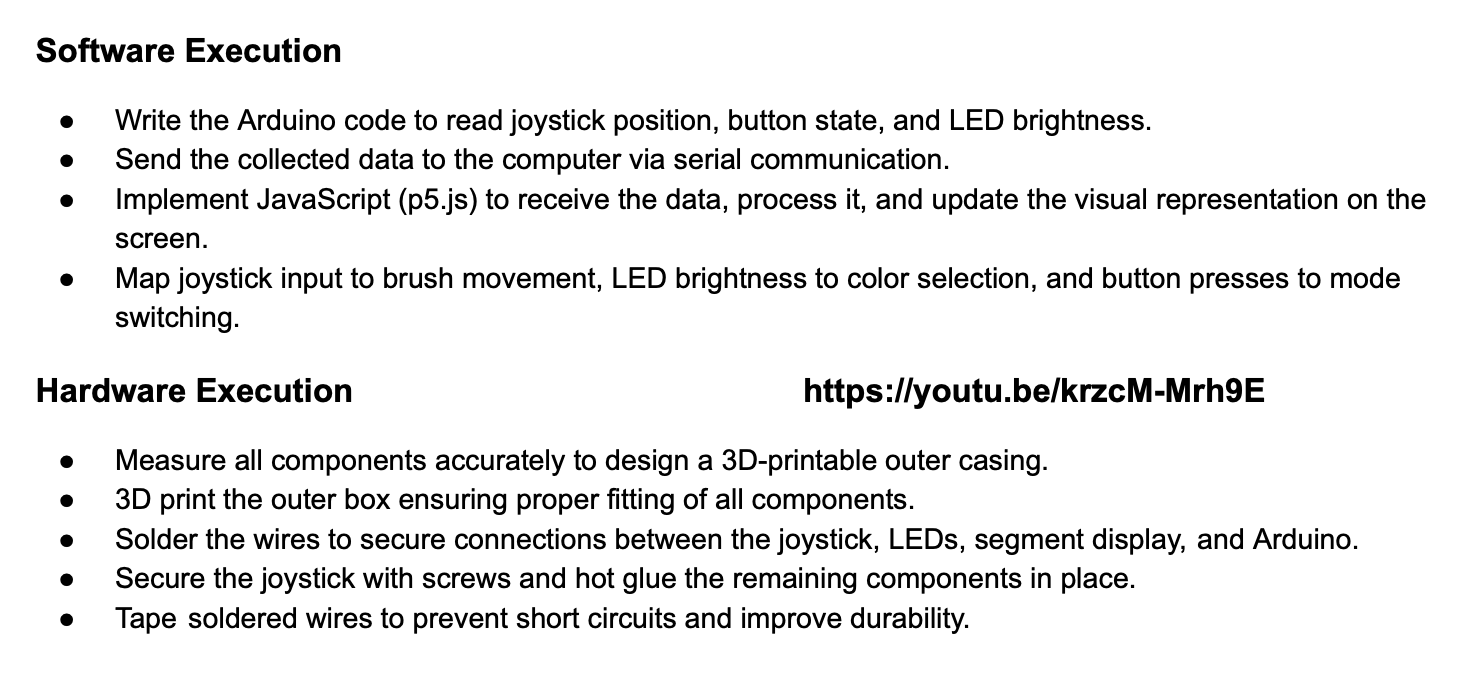 Software Execution
● Write the Arduino code to read joystick position, button state, and LED brightness.
● Send the collected data to the computer via serial communication.
● Implement JavaScript (p5.js) to receive the data, process it, and update the visual representation on the
screen.
● Map joystick input to brush movement, LED brightness to color selection, and button presses to mode
switching.
Hardware Execution https://youtu.be/krzcM-Mrh9E
● Measure all components accurately to design a 3D-printable outer casing.
● 3D print the outer box ensuring proper fitting of all components.
● Solder the wires to secure connections between the joystick, LEDs, segment display, and Arduino.
● Secure the joystick with screws and hot glue the remaining components in place.
● Tape soldered wires to prevent short circuits and improve durability.